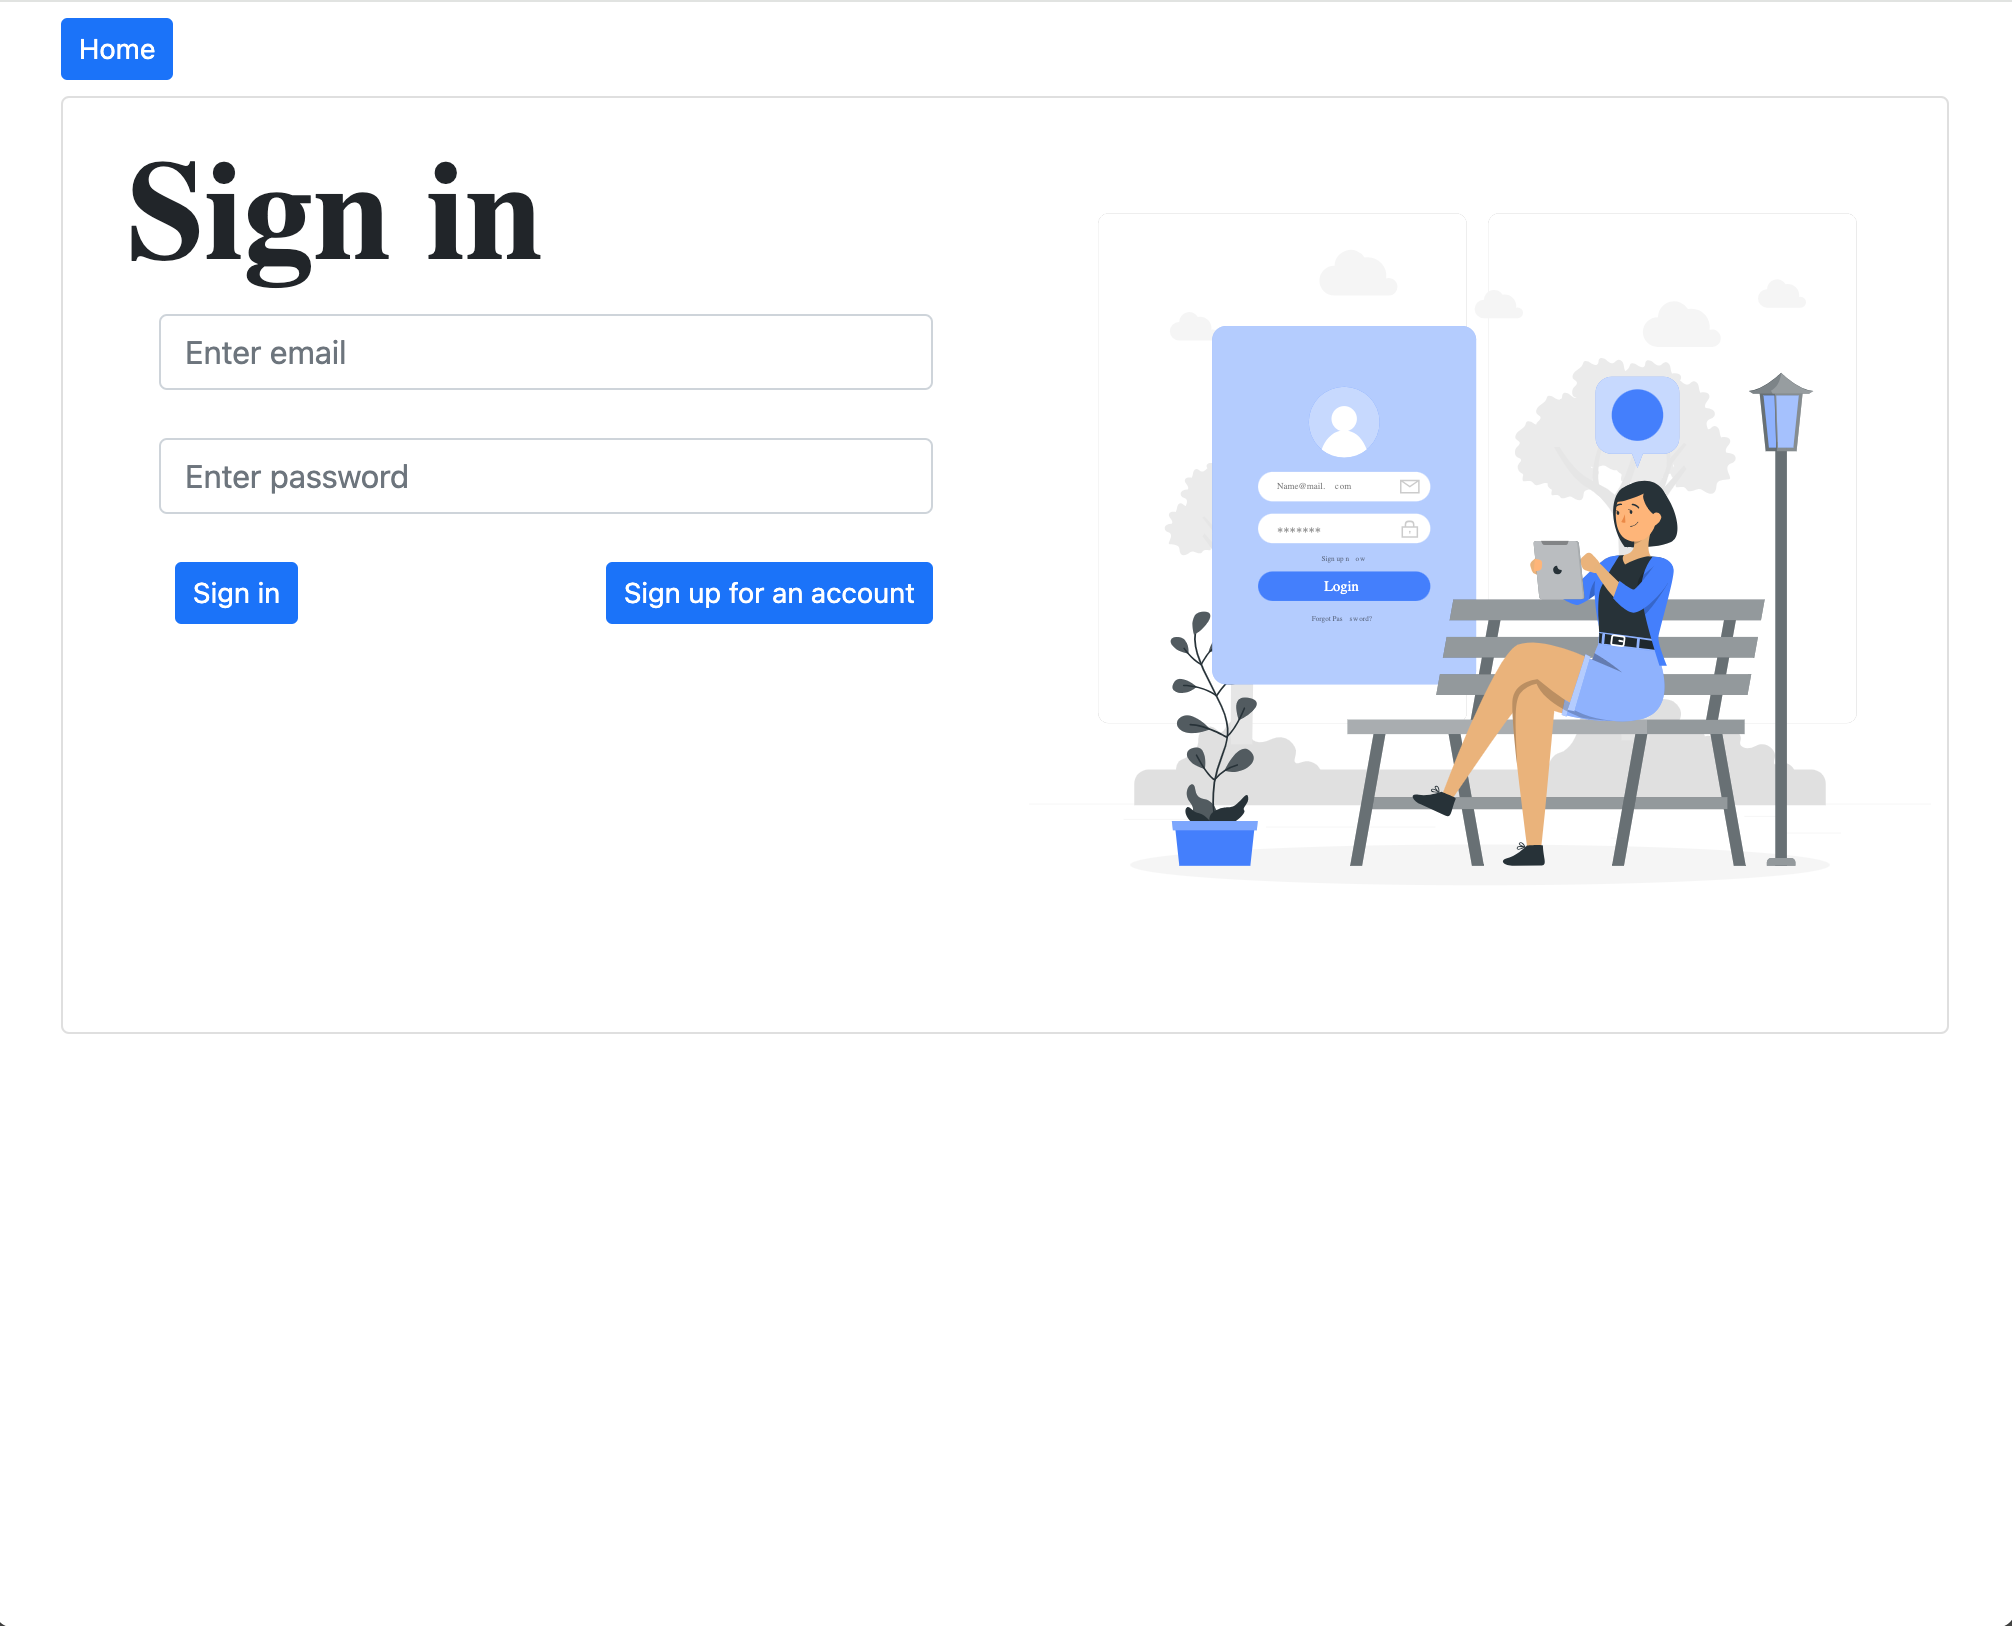 Home
Sign in
Enter email
Enter password
Sign in
Sign up for an account
Name@mail. com
*******
Sign up n ow
Login
Forgot Pas sword?